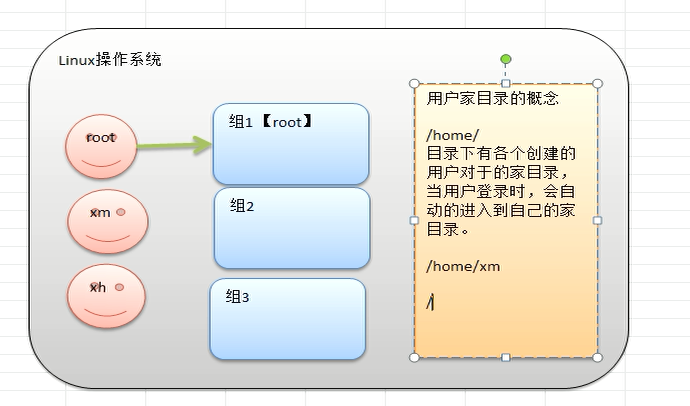 Linux操作系统
root
xm
xh
组1【root】
组2
组3
用户家目录的概念
/home/
目录下有各个创建的
用户对于的家目录，
当用户登录时，会自
动的进入到自己的家
目录。
/home/xm
/